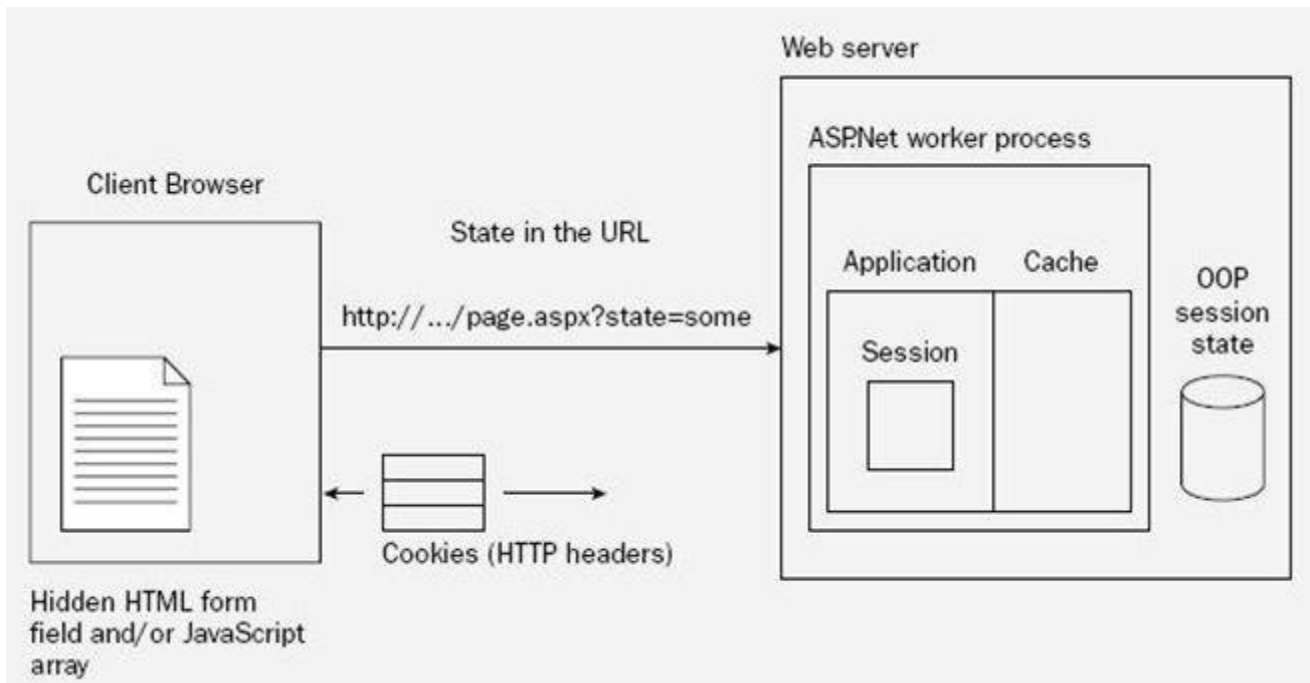 Web server
ASP.Net worker process
Client Browser
State in the URL
Application
Cache
OOP
session
state
http://.../page.aspx?state=some
Session
Cookies (HTTP headers)
Hidden HTML form
field and/or JavaScript
array